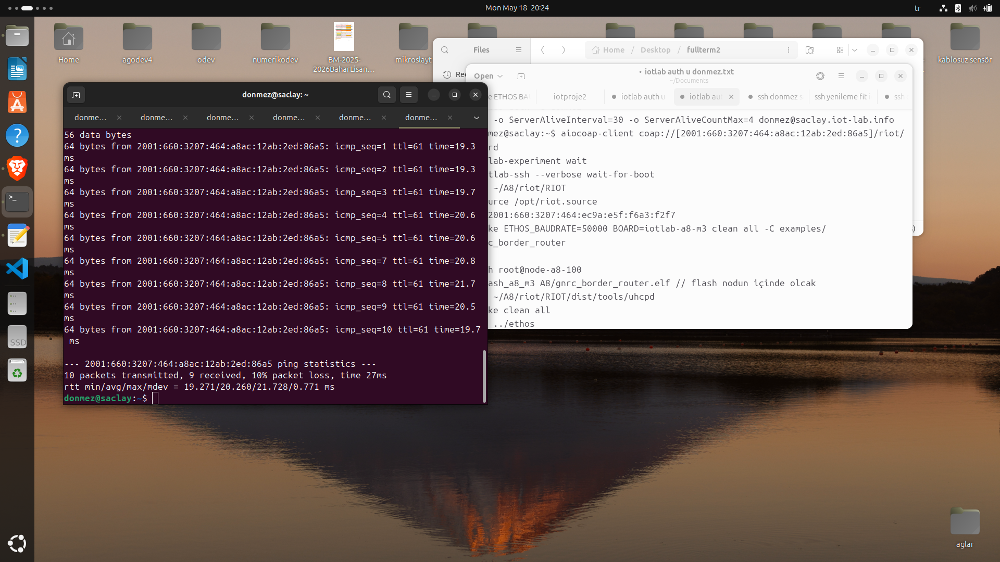 Mon May 18  20:24
tr
Home
agodev4
odev
numerikodev
BM-2025-
2026BaharLisan...
mikroslayt
kablosuz sensör
Files
Home / Desktop / fullterm2
Open
• iotlab auth u donmez.txt
~/Documents
e ETHOS BA
iotproje2
iotlab auth u
iotlab au
ssh donmez s
ssh yenileme fit i
ssh
-o ServerAliveInterval=30 -o ServerAliveCountMax=4 donmez@saclay.iot-lab.info
mez@saclay:~$ aiocoap-client coap://[2001:660:3207:464:a8ac:12ab:2ed:86a5]/riot/
rd
lab-experiment wait
tlab-ssh --verbose wait-for-boot
~/A8/riot/RIOT
urce /opt/riot.source
2001:660:3207:464:ec9a:e5f:f6a3:f2f7
ke ETHOS_BAUDRATE=50000 BOARD=iotlab-a8-m3 clean all -C examples/
c_border_router
h root@node-a8-100
ash_a8_m3 A8/gnrc_border_router.elf // flash nodun içinde olcak
~/A8/riot/RIOT/dist/tools/uhcpd
ke clean all
../ethos
donmez@saclay: ~
donme...
donme...
donme...
donme...
donme...
donme...
56 data bytes
64 bytes from 2001:660:3207:464:a8ac:12ab:2ed:86a5: icmp_seq=1 ttl=61 time=19.3
ms
64 bytes from 2001:660:3207:464:a8ac:12ab:2ed:86a5: icmp_seq=2 ttl=61 time=19.3
ms
64 bytes from 2001:660:3207:464:a8ac:12ab:2ed:86a5: icmp_seq=3 ttl=61 time=19.7
ms
64 bytes from 2001:660:3207:464:a8ac:12ab:2ed:86a5: icmp_seq=4 ttl=61 time=20.6
ms
64 bytes from 2001:660:3207:464:a8ac:12ab:2ed:86a5: icmp_seq=5 ttl=61 time=20.6
ms
64 bytes from 2001:660:3207:464:a8ac:12ab:2ed:86a5: icmp_seq=7 ttl=61 time=20.8
ms
64 bytes from 2001:660:3207:464:a8ac:12ab:2ed:86a5: icmp_seq=8 ttl=61 time=21.7
ms
64 bytes from 2001:660:3207:464:a8ac:12ab:2ed:86a5: icmp_seq=9 ttl=61 time=20.5
ms
64 bytes from 2001:660:3207:464:a8ac:12ab:2ed:86a5: icmp_seq=10 ttl=61 time=19.7
ms
--- 2001:660:3207:464:a8ac:12ab:2ed:86a5 ping statistics ---
10 packets transmitted, 9 received, 10% packet loss, time 27ms
rtt min/avg/max/mdev = 19.271/20.260/21.728/0.771 ms
donmez@saclay:~$
SSD
aglar